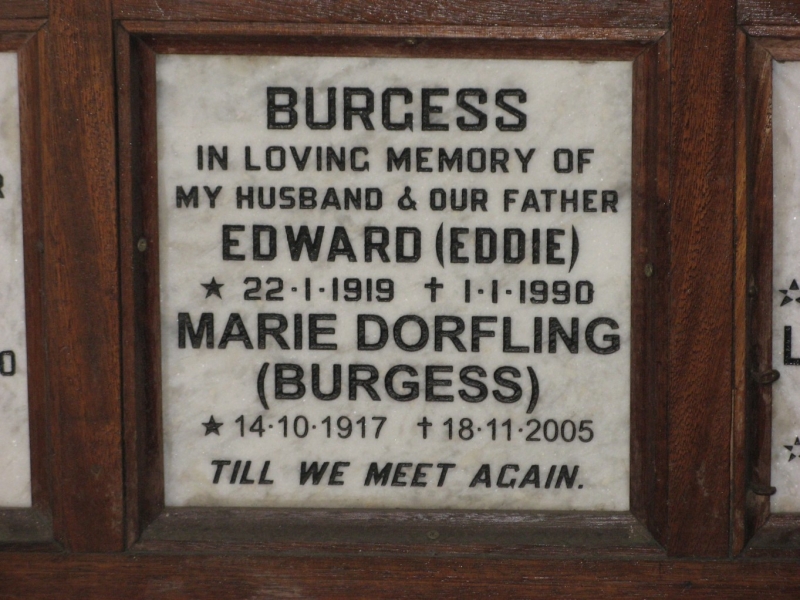 BURGESS
IN LOVING MEMORY OF
MY HUSBAND & OUR FATHER
EDWARD (EDDIE)
★ 22·1·1919 ✝ 1·1·1990
MARIE DORFLING
(BURGESS)
★ 14·10·1917 ✝ 18·11·2005
TILL WE MEET AGAIN.